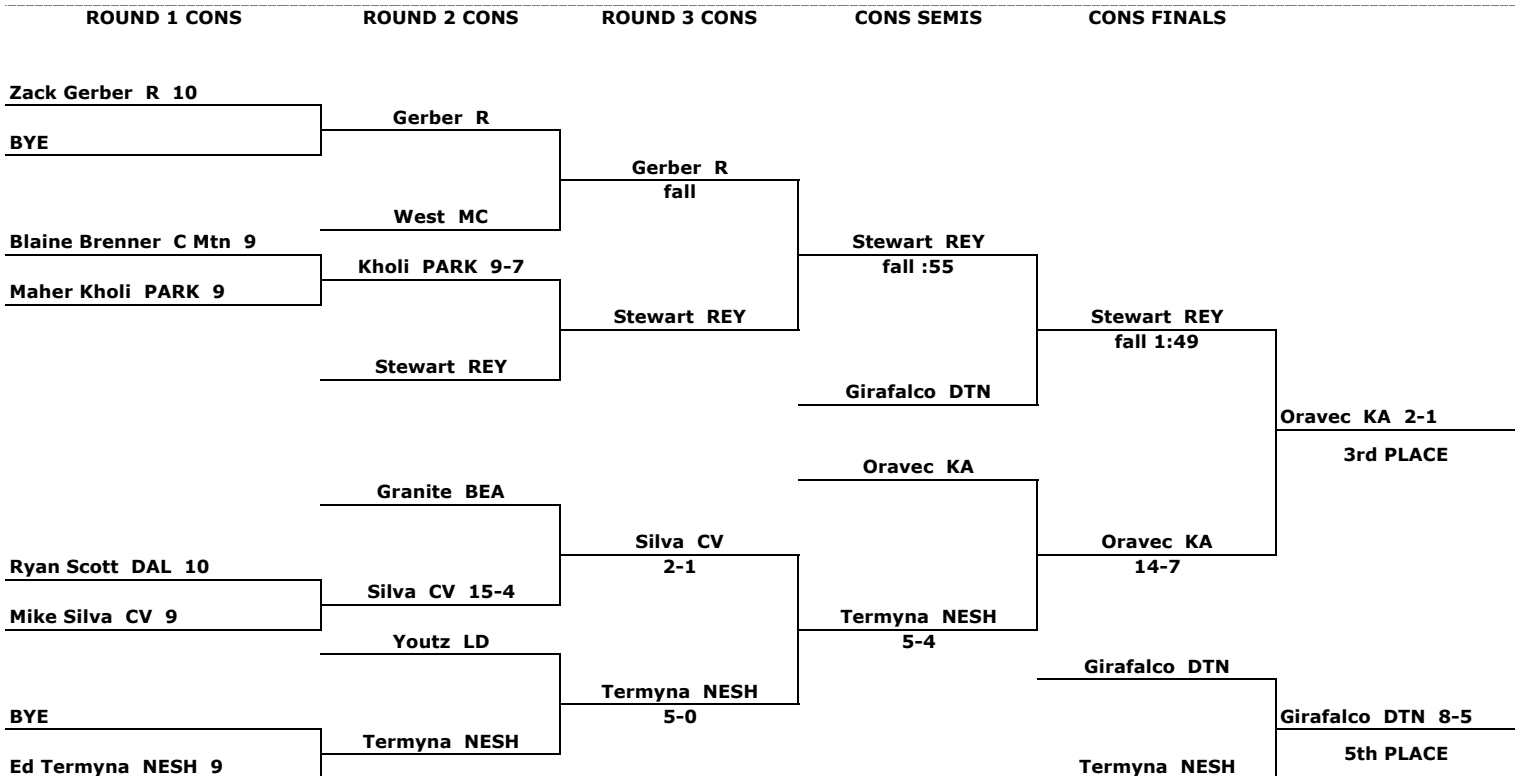 ROUND 1 CONS ROUND 2 CONS ROUND 3 CONS CONS SEMIS CONS FINALS
Zack Gerber R 10
Gerber R
BYE
Gerber R
fall
West MC
Blaine Brenner C Mtn 9
Stewart REY
Kholi PARK 9-7
fall :55
Maher Kholi PARK 9
Stewart REY
Stewart REY
fall 1:49
Stewart REY
Girafalco DTN
Oravec KA 2-1
3rd PLACE
Oravec KA
Granite BEA
Silva CV
Oravec KA
2-1
14-7
Ryan Scott DAL 10
Silva CV 15-4
Mike Silva CV 9
Termyna NESH
Youtz LD
5-4
Girafalco DTN
Termyna NESH
BYE
5-0
Girafalco DTN 8-5
Termyna NESH
5th PLACE
Ed Termyna NESH 9
Termyna NESH